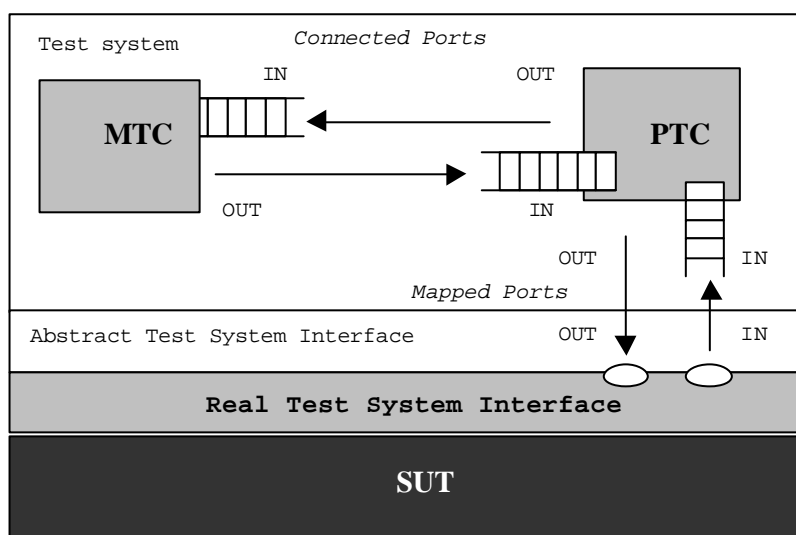 Test system
Connected Ports
IN
OUT
MTC
PTC
OUT
IN
OUT
IN
Mapped Ports
Abstract Test System Interface
OUT
IN
Real Test System Interface
SUT